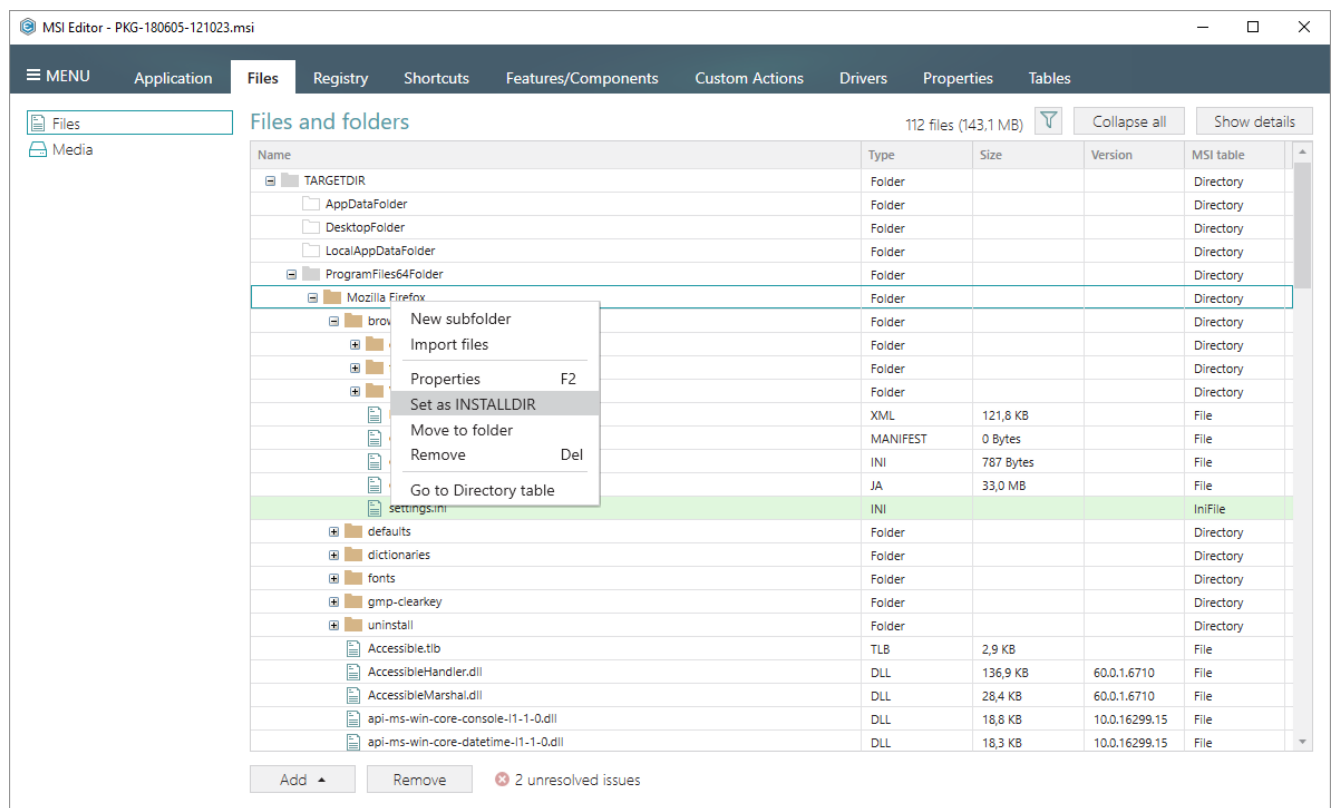 MSI Editor - PKG-180605-121023.msi
MENU Application Files Registry Shortcuts Features/Components Custom Actions Drivers Properties Tables
Files
Media
Files and folders 112 files (143,1 MB) Collapse all Show details
Name Type Size Version MSI table
TARGETDIR Folder Directory
AppDataFolder Folder Directory
DesktopFolder Folder Directory
LocalAppDataFolder Folder Directory
ProgramFiles64Folder Folder Directory
Mozilla Firefox Folder Directory
Folder Directory
Folder Directory
Folder Directory
Folder Directory
XML 121,8 KB File
MANIFEST 0 Bytes File
INI 787 Bytes File
JA 33,0 MB File
settings.ini INI IniFile
New subfolder
Import files
Properties F2
Set as INSTALLDIR
Move to folder
Remove Del
Go to Directory table
defaults Folder Directory
dictionaries Folder Directory
fonts Folder Directory
gmp-clearkey Folder Directory
uninstall Folder Directory
Accessible.tlb TLB 2,9 KB File
AccessibleHandler.dll DLL 136,9 KB 60.0.1.6710 File
AccessibleMarshal.dll DLL 28,4 KB 60.0.1.6710 File
api-ms-win-core-console-l1-1-0.dll DLL 18,8 KB 10.0.16299.15 File
api-ms-win-core-datetime-l1-1-0.dll DLL 18,3 KB 10.0.16299.15 File
Add Remove 2 unresolved issues